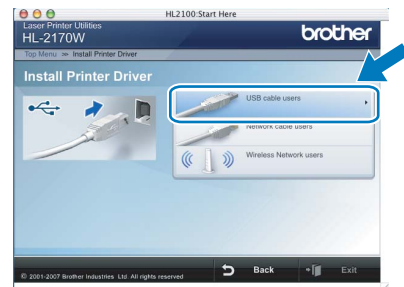 HL2100:Start Here
Laser Printer Utilities
HL-2170W
brother
Top Menu >> Install Printer Driver
Install Printer Driver
USB cable users
Network cable users
Wireless Network users
© 2001-2007 Brother Industries Ltd. All rights reserved
Back
Exit